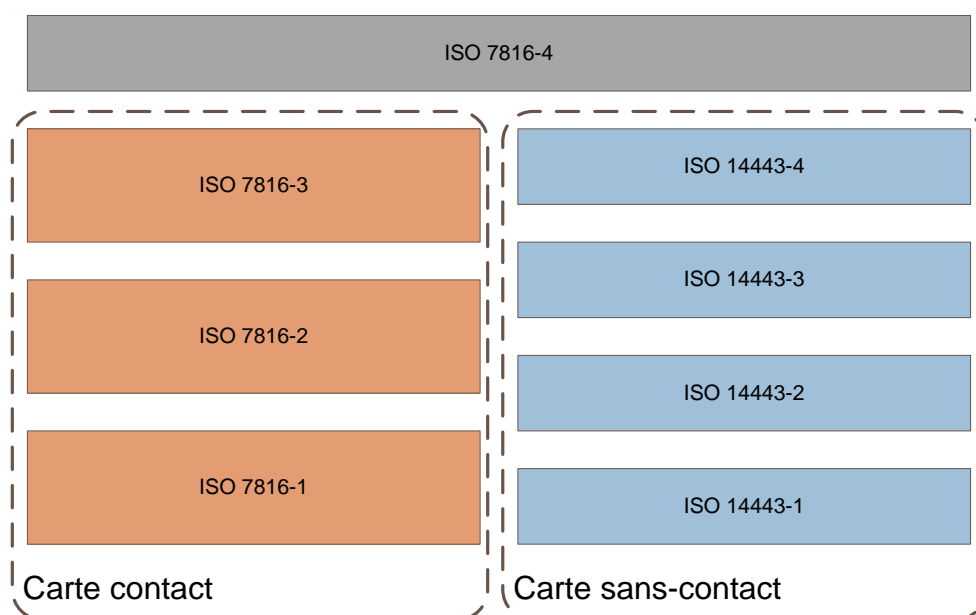 ISO 7816-4
ISO 7816-3
ISO 7816-2
ISO 7816-1
Carte contact
ISO 14443-4
ISO 14443-3
ISO 14443-2
ISO 14443-1
Carte sans-contact